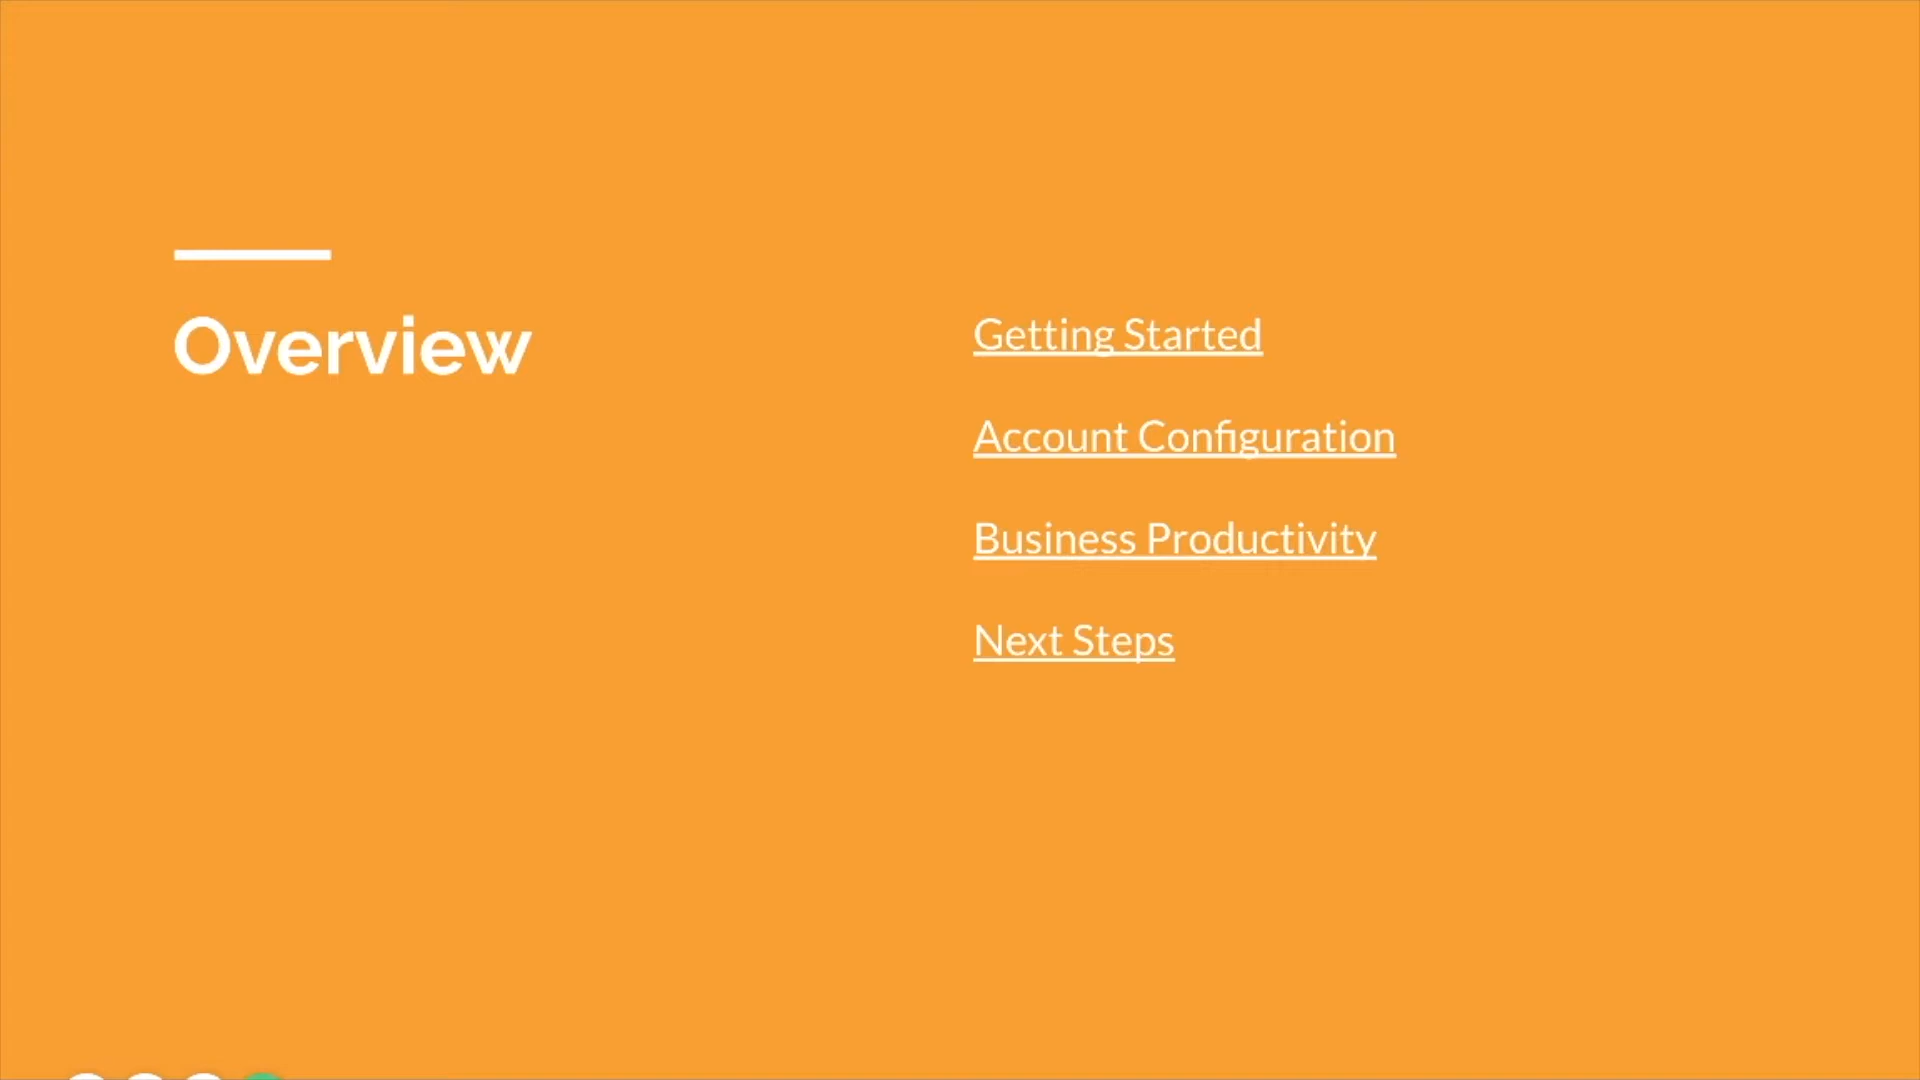 Overview
Getting Started
Account Configuration
Business Productivity
Next Steps